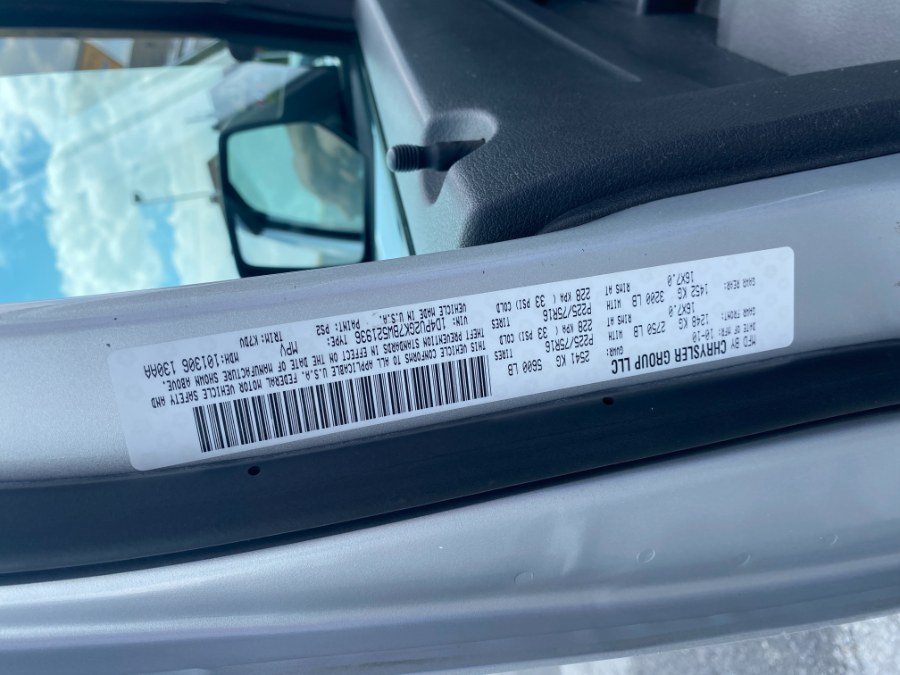 MFD BY CHRYSLER GROUP LLC
DATE OF MFR: 10-10 GVWR: 2541 KG 5600 LB
GAWR FRONT: 1248 KG 2750 LB WITH P225/75R16 TIRES
16X7.0 RIMS AT 228 KPA ( 33 PSI) COLD
GAWR REAR: 1452 KG 3200 LB WITH P225/75R16 TIRES
16X7.0 RIMS AT 228 KPA ( 33 PSI) COLD
THIS VEHICLE CONFORMS TO ALL APPLICABLE U.S.A. FEDERAL MOTOR VEHICLE SAFETY AND
THEFT PREVENTION STANDARDS IN EFFECT ON THE DATE OF MANUFACTURE SHOWN ABOVE.
VIN: TYPE: MPV MDH: 101306 130AA
VEHICLE MADE IN U.S.A. PAINT: PS2 TRIM: K7DV